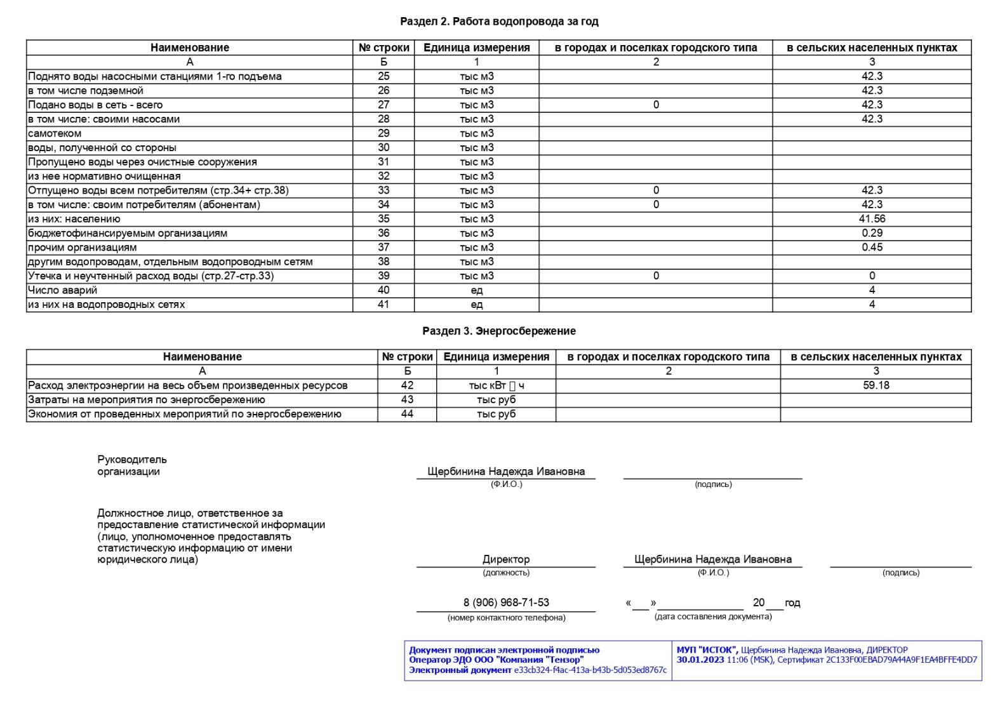 Раздел 2. Работа водопровода за год
Наименование № строки Единица измерения в городах и поселках городского типа в сельских населенных пунктах
А Б 1 2 3
Поднято воды насосными станциями 1-го подъема 25 тыс м3 42.3
в том числе подземной 26 тыс м3 42.3
Подано воды в сеть - всего 27 тыс м3 0 42.3
в том числе: своими насосами 28 тыс м3 42.3
самотеком 29 тыс м3
воды, полученной со стороны 30 тыс м3
Пропущено воды через очистные сооружения 31 тыс м3
из нее нормативно очищенная 32 тыс м3
Отпущено воды всем потребителям (стр.34+ стр.38) 33 тыс м3 0 42.3
в том числе: своим потребителям (абонентам) 34 тыс м3 0 42.3
из них: населению 35 тыс м3 41.56
бюджетофинансируемым организациям 36 тыс м3 0.29
прочим организациям 37 тыс м3 0.45
другим водопроводам, отдельным водопроводным сетям 38 тыс м3
Утечка и неучтенный расход воды (стр.27-стр.33) 39 тыс м3 0 0
Число аварий 40 ед 4
из них на водопроводных сетях 41 ед 4
Раздел 3. Энергосбережение
Наименование № строки Единица измерения в городах и поселках городского типа в сельских населенных пунктах
А Б 1 2 3
Расход электроэнергии на весь объем произведенных ресурсов 42 тыс кВт ▯ ч 59.18
Затраты на мероприятия по энергосбережению 43 тыс руб
Экономия от проведенных мероприятий по энергосбережению 44 тыс руб
Руководитель
организации
Щербинина Надежда Ивановна
(Ф.И.О.) (подпись)
Должностное лицо, ответственное за
предоставление статистической информации
(лицо, уполномоченное предоставлять
статистическую информацию от имени
юридического лица)
Директор Щербинина Надежда Ивановна
(должность) (Ф.И.О.) (подпись)
8 (906) 968-71-53 «___»_______________ 20___год
(номер контактного телефона) (дата составления документа)
Документ подписан электронной подписью
Оператор ЭДО ООО "Компания "Тензор"
Электронный документ e33cb324-f4ac-413a-b43b-5d053ed8767c
МУП "ИСТОК", Щербинина Надежда Ивановна, ДИРЕКТОР
30.01.2023 11:06 (MSK), Сертификат 2C133F00EBAD79A44A9F1EA4BFFE4DD7